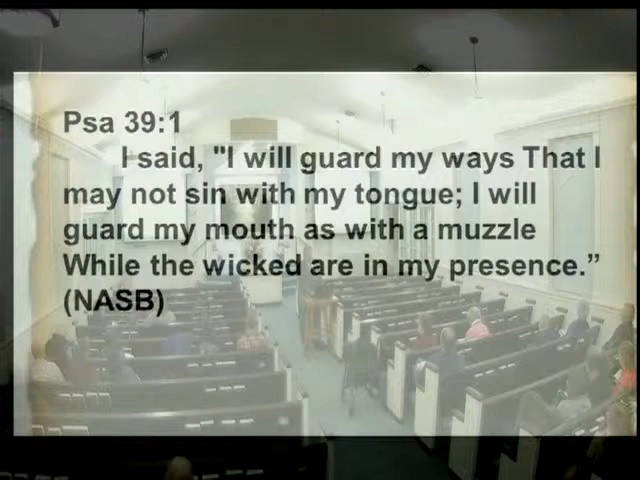 Psa 39:1
I said, "I will guard my ways That I
may not sin with my tongue; I will
guard my mouth as with a muzzle
While the wicked are in my presence.”
(NASB)